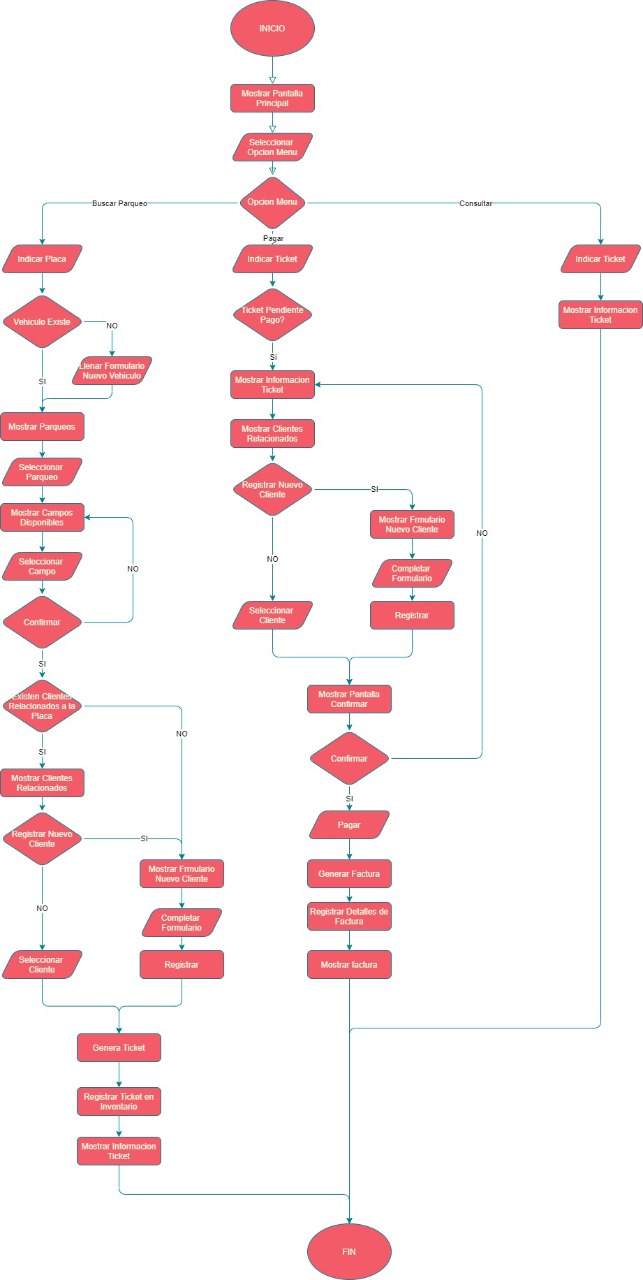 INICIO
Mostrar Pantalla
Principal
Seleccionar
Opcion Menu
Opcion Menu
Buscar Parqueo
Pagar
Consultar
Indicar Placa
Vehiculo Existe
NO
Llenar Formulario
Nuevo Vehiculo
SI
Mostrar Parqueos
Seleccionar
Parqueo
Mostrar Campos
Disponibles
Seleccionar
Campo
NO
Confirmar
SI
Existen Clientes
Relacionados a la
Placa
NO
SI
Mostrar Clientes
Relacionados
Registrar Nuevo
Cliente
SI
Mostrar Frmulario
Nuevo Cliente
NO
Completar
Formulario
Seleccionar
Cliente
Registrar
Genera Ticket
Registrar Ticket en
Inventario
Mostrar Informacion
Ticket
Indicar Ticket
Ticket Pendiente
Pago?
Si
Mostrar Informacion
Ticket
Mostrar Clientes
Relacionados
Registrar Nuevo
Cliente
SI
Mostrar Frmulario
Nuevo Cliente
NO
NO
Completar
Formulario
Seleccionar
Cliente
Registrar
Mostrar Pantalla
Confirmar
Confirmar
SI
Pagar
Generar Factura
Registrar Detalles de
Factura
Mostrar factura
Indicar Ticket
Mostrar Informacion
Ticket
FIN